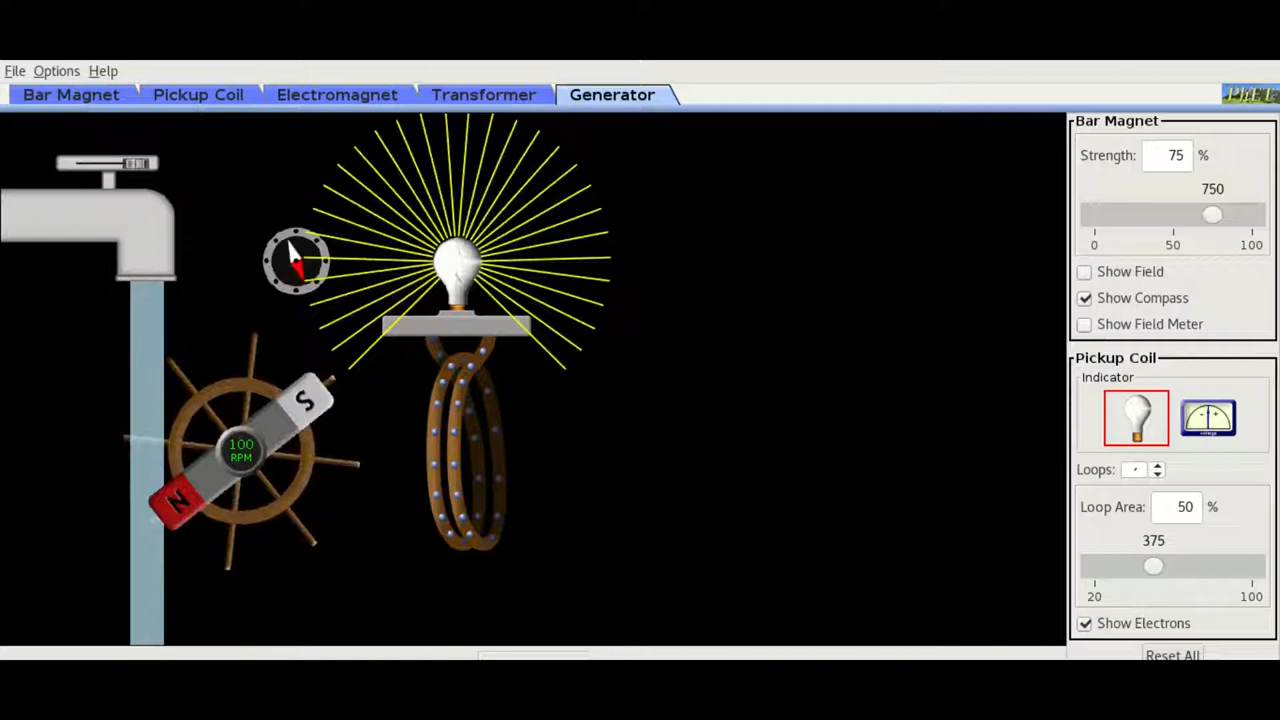 File Options Help
Bar Magnet Pickup Coil Electromagnet Transformer Generator
PhET
Bar Magnet
Strength: 75 %
750
0 50 100
Show Field
Show Compass
Show Field Meter
S
100
RPM
N
Pickup Coil
Indicator
- +
voltage
Loops:
Loop Area: 50 %
375
20 100
Show Electrons
Reset All